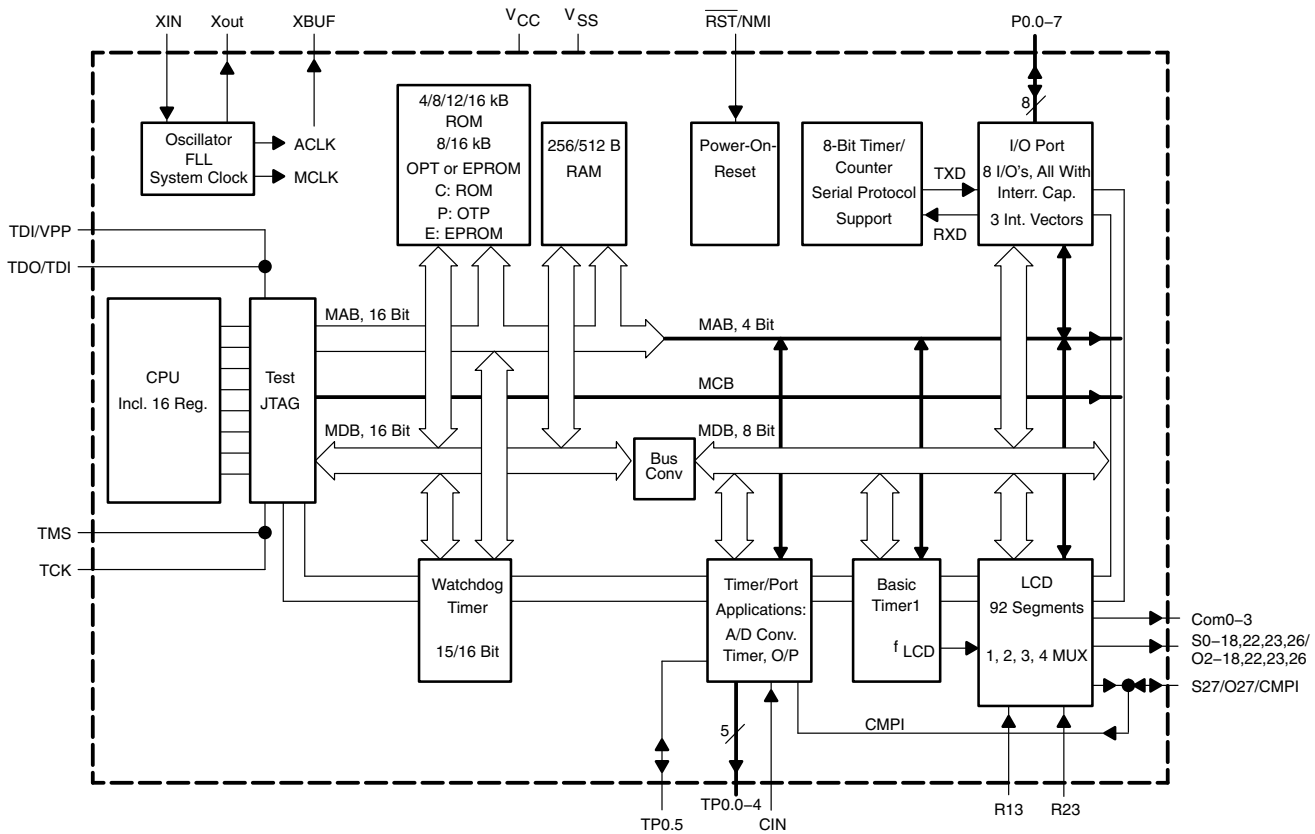 XIN
Xout
XBUF
VCC
VSS
RST/NMI
P0.0–7
8
Oscillator
FLL
System Clock
ACLK
MCLK
4/8/12/16 kB
ROM
8/16 kB
OPT or EPROM
C: ROM
P: OTP
E: EPROM
256/512 B
RAM
Power-On-
Reset
8-Bit Timer/
Counter
Serial Protocol
Support
TXD
RXD
I/O Port
8 I/O's, All With
Interr. Cap.
3 Int. Vectors
TDI/VPP
TDO/TDI
CPU
Incl. 16 Reg.
Test
JTAG
MAB, 16 Bit
MAB, 4 Bit
MCB
MDB, 16 Bit
Bus
Conv
MDB, 8 Bit
TMS
TCK
Watchdog
Timer
15/16 Bit
Timer/Port
Applications:
A/D Conv.
Timer, O/P
Basic
Timer1
fLCD
LCD
92 Segments
1, 2, 3, 4 MUX
Com0–3
S0–18,22,23,26/
O2–18,22,23,26
S27/O27/CMPI
CMPI
5
TP0.5
TP0.0–4
CIN
R13
R23